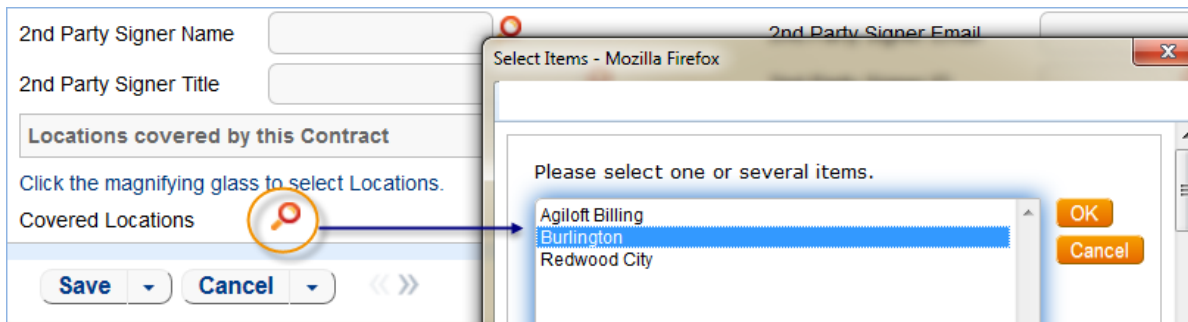 2nd Party Signer Name
2nd Party Signer Email
Select Items - Mozilla Firefox
2nd Party Signer Title
Locations covered by this Contract
Click the magnifying glass to select Locations.
Covered Locations
Save
Cancel
Please select one or several items.
Agiloft Billing
Burlington
Redwood City
OK
Cancel